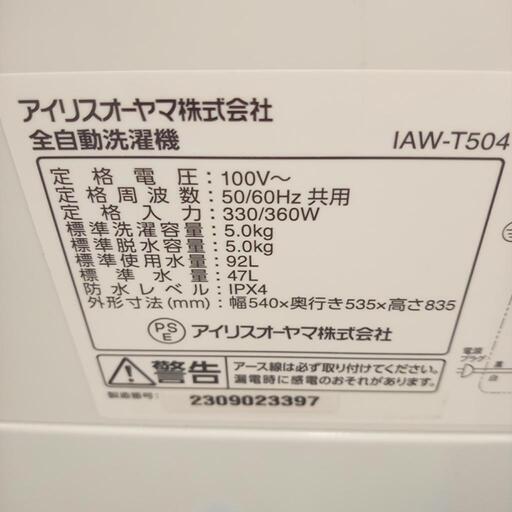 アイリスオーヤマ株式会社
全自動洗濯機 IAW-T504
定格電圧:100V～
定格周波数:50/60Hz 共用
定格入力:330/360W
標準洗濯容量:5.0kg
標準脱水容量:5.0kg
標準使用水量:92L
標準水量:47L
防水レベル:IPX4
外形寸法(mm):幅540×奥行き535×高さ835
PSE アイリスオーヤマ株式会社
警告 アース線は必ず取り付けてください。
漏電時に感電のおそれがあります。
製造番号: 2309023397
電源
プラグ